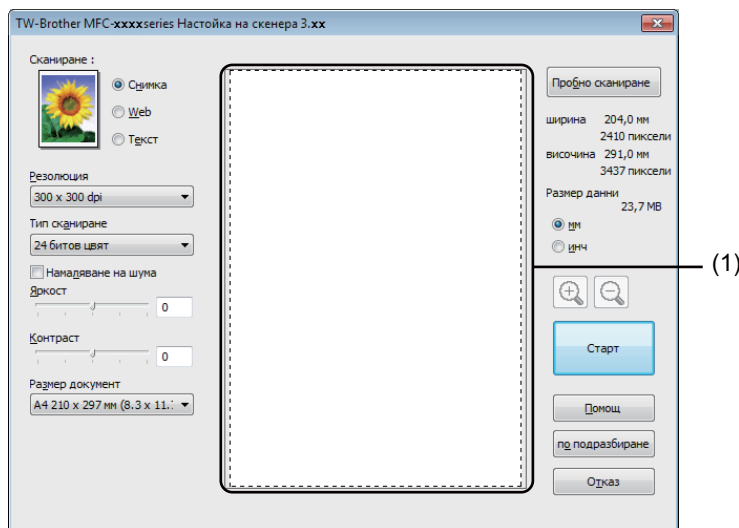 TW-Brother MFC-xxxxseries Настойка на скенера 3.xx
Сканиране :
Снимка
Web
Текст
Резолюция
300 x 300 dpi
Тип сканиране
24 битов цвят
Намаляване на шума
Яркост
0
Контраст
0
Размер документ
A4 210 x 297 мм (8.3 x 11.
Пробно сканиране
ширина 204,0 мм
2410 пиксели
височина 291,0 мм
3437 пиксели
Размер данни
23,7 MB
мм
инч
(1)
Старт
Помощ
по подразбиране
Отказ